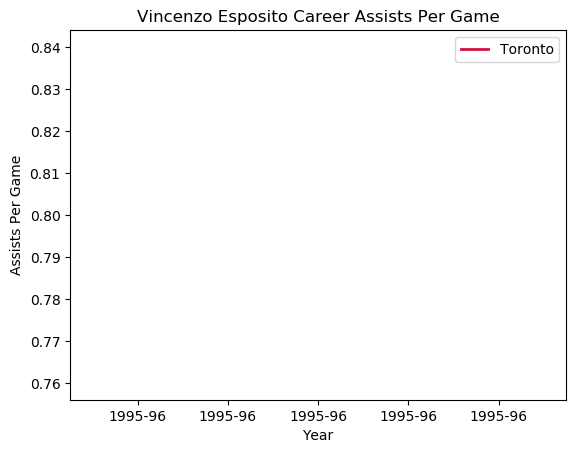 Vincenzo Esposito Career Assists Per Game
Toronto
Assists Per Game
0.84
0.83
0.82
0.81
0.80
0.79
0.78
0.77
0.76
1995-96 1995-96 1995-96 1995-96 1995-96
Year